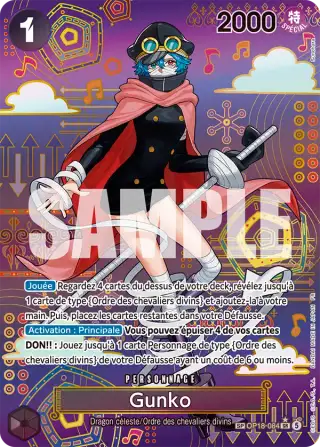 1
2000 特
SPÉCIAL
SAMPLE
Jouée Regardez 4 cartes du dessus de votre deck, révélez jusqu'à
1 carte de type {Ordre des chevaliers divins} et ajoutez-la à votre
main. Puis, placez les cartes restantes dans votre Défausse.
Activation : Principale Vous pouvez épuiser 4 de vos cartes
DON!! : Jouez jusqu'à 1 carte Personnage de type {Ordre des
chevaliers divins} de votre Défausse ayant un coût de 6 ou moins.
PERSONNAGE
Gunko
Dragon céleste/Ordre des chevaliers divins